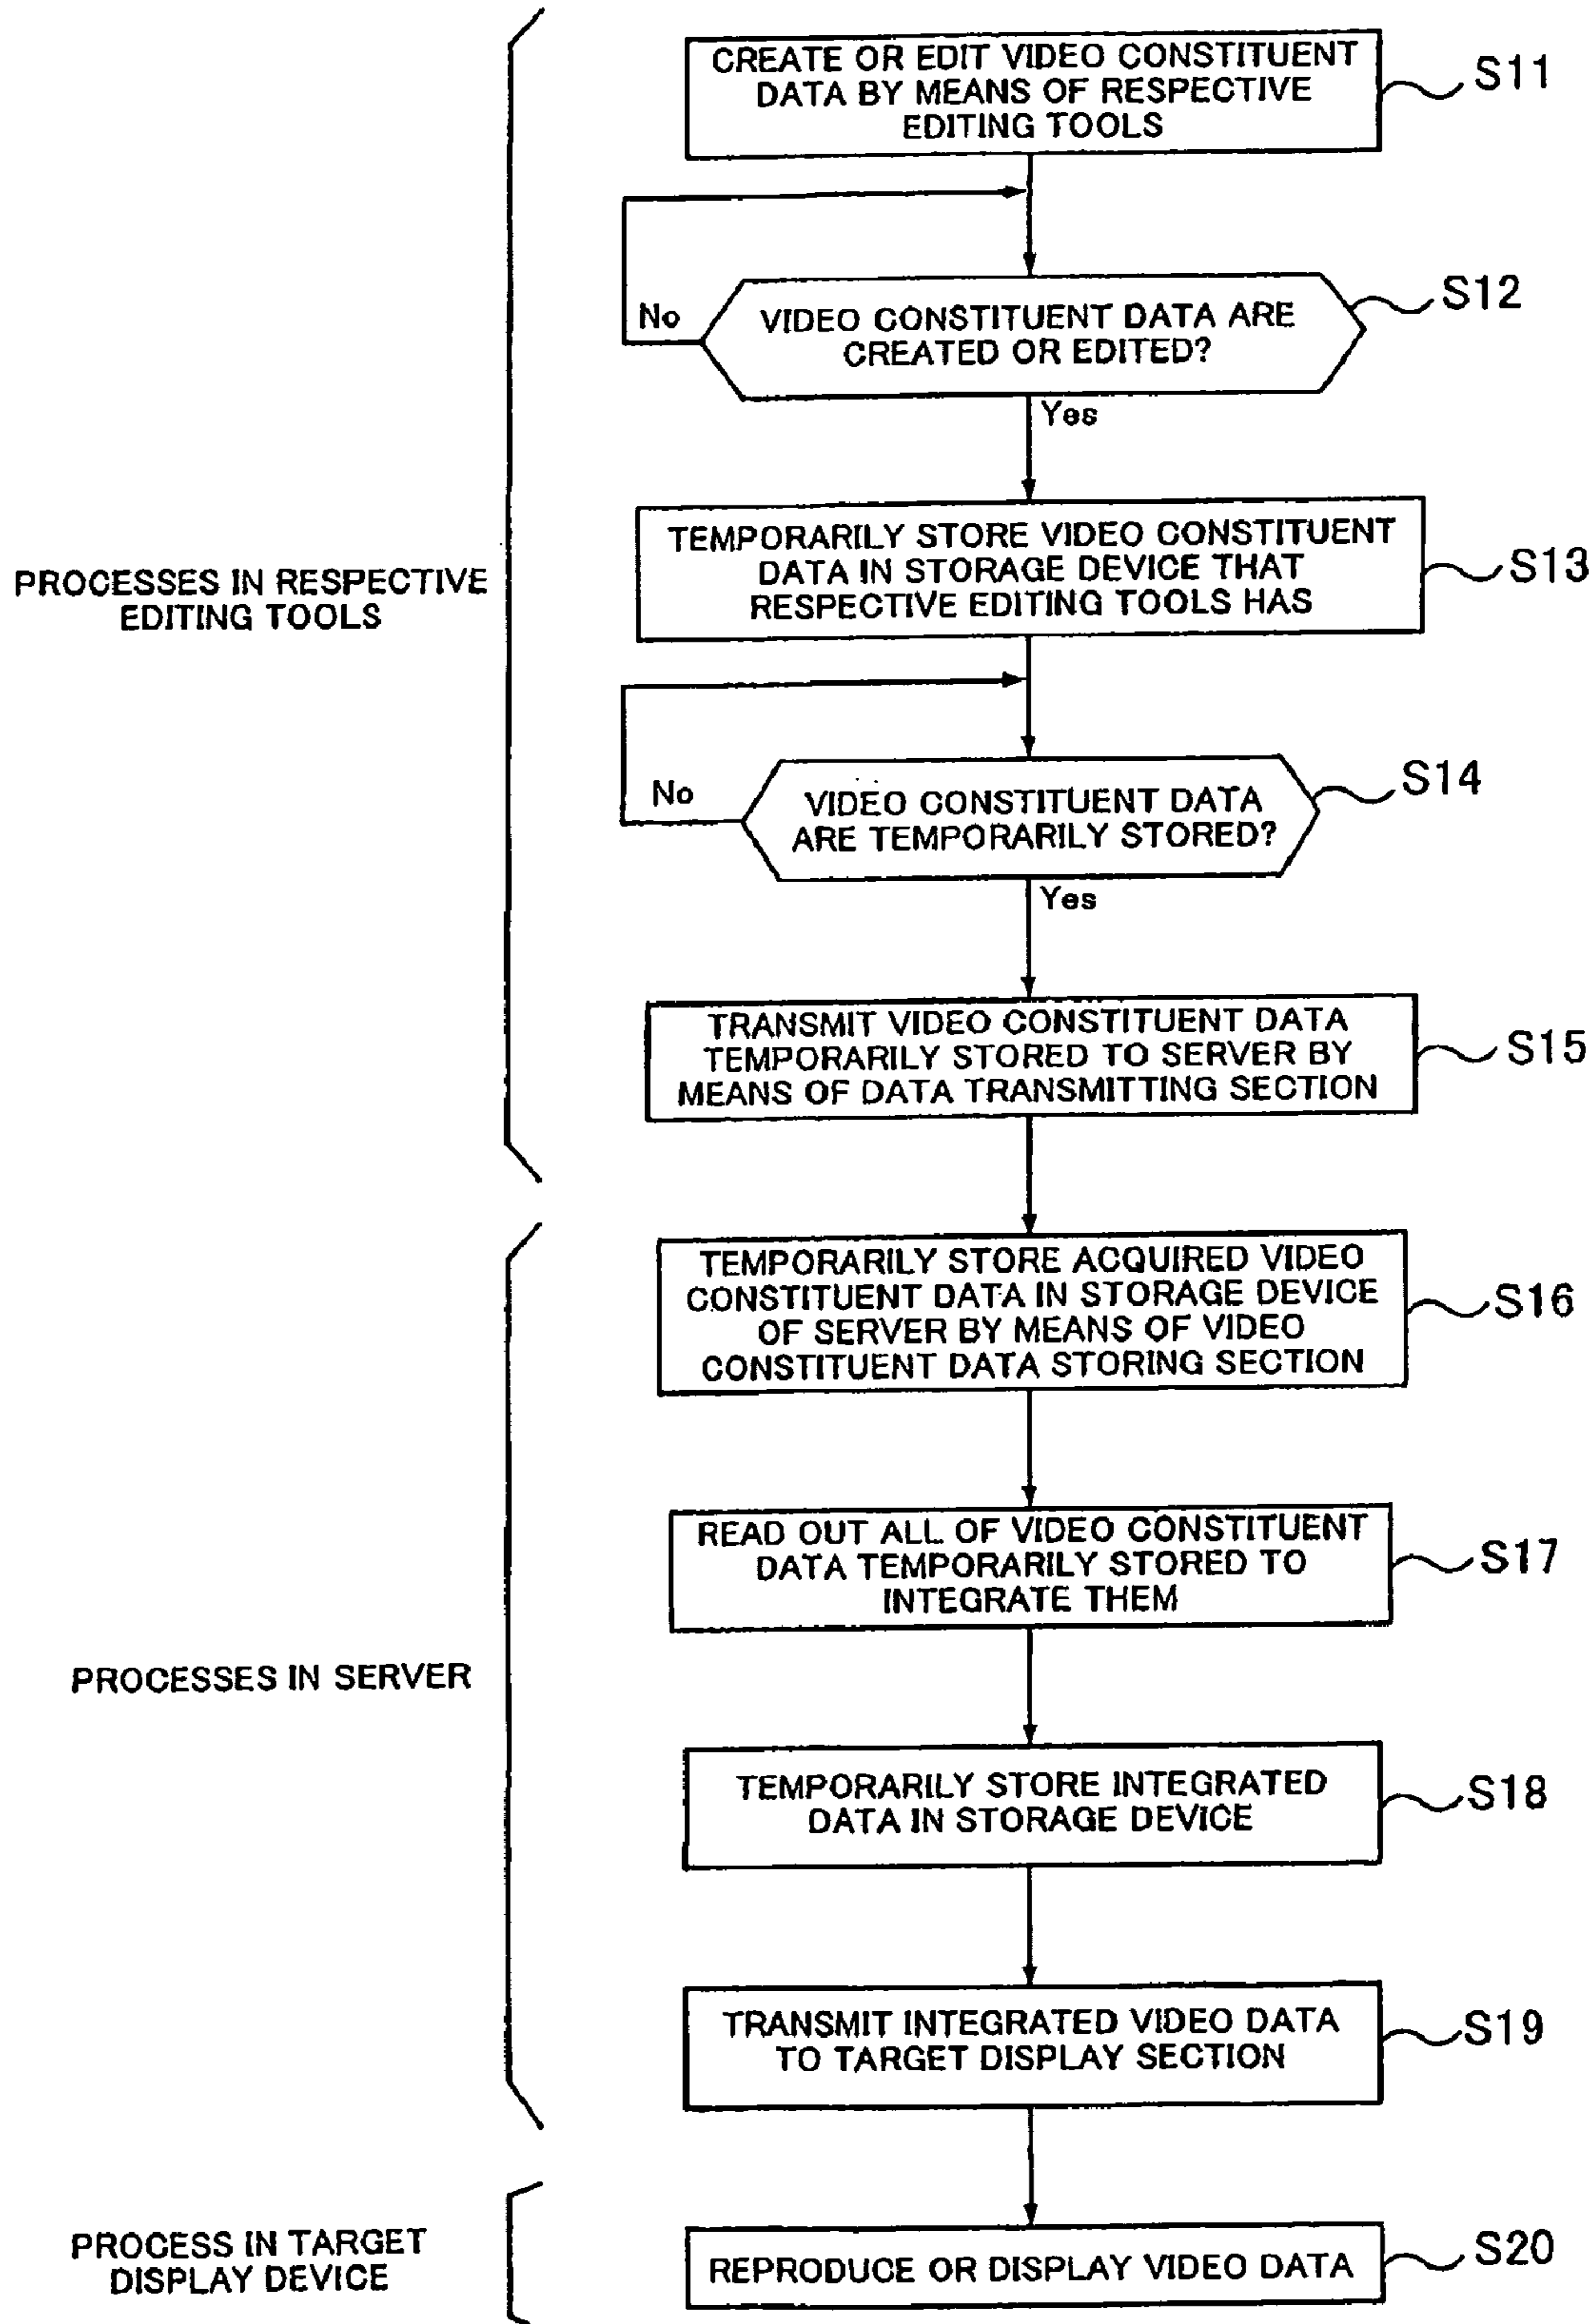 CREATE OR EDIT VIDEO CONSTITUENT
DATA BY MEANS OF RESPECTIVE
EDITING TOOLS
S11
No
VIDEO CONSTITUENT DATA ARE
CREATED OR EDITED?
S12
Yes
PROCESSES IN RESPECTIVE
EDITING TOOLS
TEMPORARILY STORE VIDEO CONSTITUENT
DATA IN STORAGE DEVICE THAT
RESPECTIVE EDITING TOOLS HAS
S13
No
VIDEO CONSTITUENT DATA
ARE TEMPORARILY STORED?
S14
Yes
TRANSMIT VIDEO CONSTITUENT DATA
TEMPORARILY STORED TO SERVER BY
MEANS OF DATA TRANSMITTING SECTION
S15
TEMPORARILY STORE ACQUIRED VIDEO
CONSTITUENT DATA IN STORAGE DEVICE
OF SERVER BY MEANS OF VIDEO
CONSTITUENT DATA STORING SECTION
S16
READ OUT ALL OF VIDEO CONSTITUENT
DATA TEMPORARILY STORED TO
INTEGRATE THEM
S17
PROCESSES IN SERVER
TEMPORARILY STORE INTEGRATED
DATA IN STORAGE DEVICE
S18
TRANSMIT INTEGRATED VIDEO DATA
TO TARGET DISPLAY SECTION
S19
PROCESS IN TARGET
DISPLAY DEVICE
REPRODUCE OR DISPLAY VIDEO DATA
S20